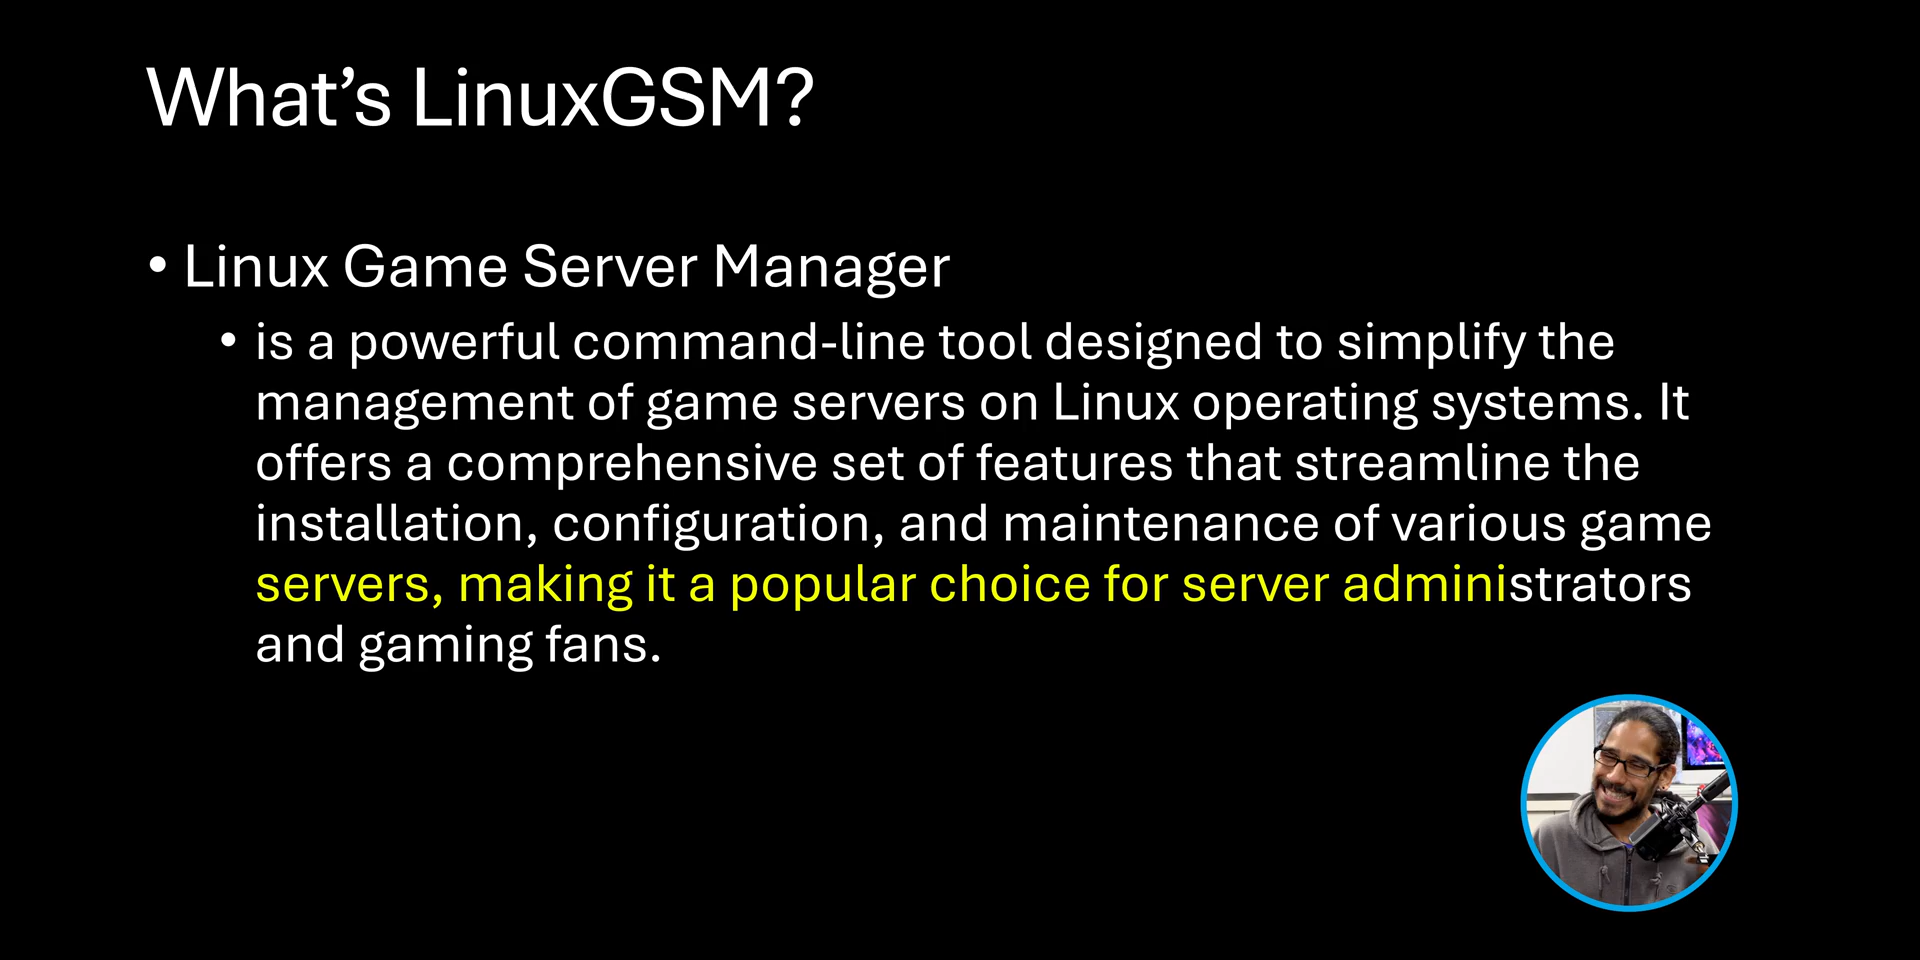 What’s LinuxGSM?
• Linux Game Server Manager
• is a powerful command-line tool designed to simplify the
management of game servers on Linux operating systems. It
offers a comprehensive set of features that streamline the
installation, configuration, and maintenance of various game
servers, making it a popular choice for server administrators
and gaming fans.